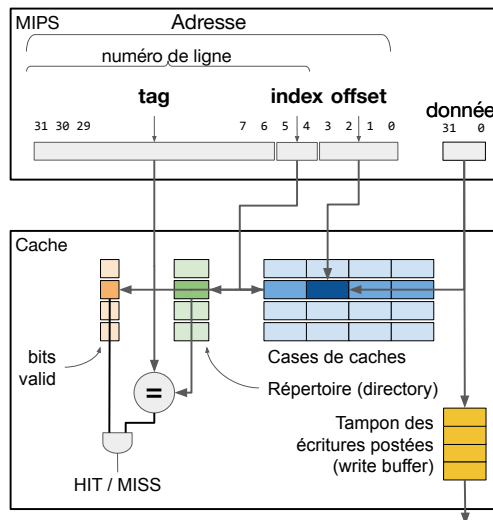 MIPS
Adresse
numéro de ligne
tag
index offset
donnée
31 30 29 7 6 5 4 3 2 1 0 31 0
Cache
bits
valid
Cases de caches
Répertoire (directory)
=
Tampon des
écritures postées
(write buffer)
HIT / MISS